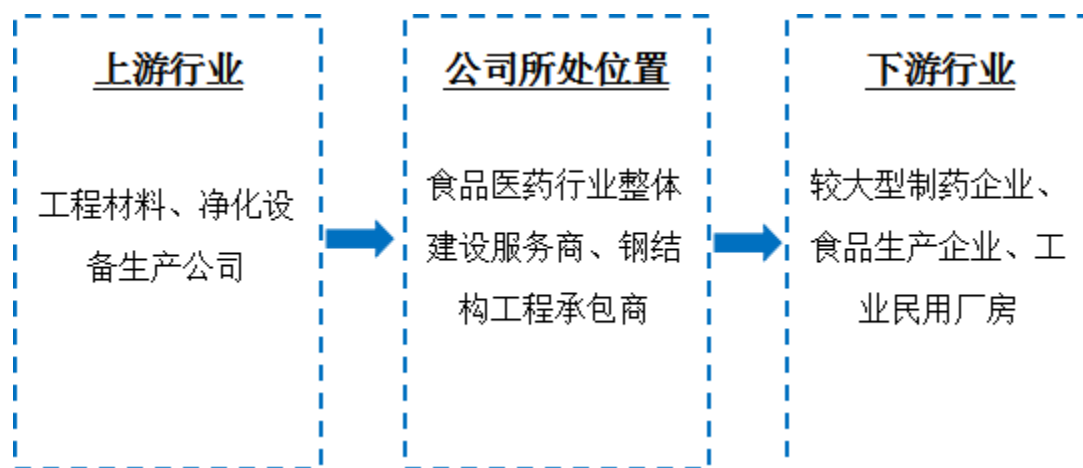 上游行业
工程材料、净化设
备生产公司
公司所处位置
食品医药行业整体
建设服务商、钢结
构工程承包商
下游行业
较大型制药企业、
食品生产企业、工
业民用厂房